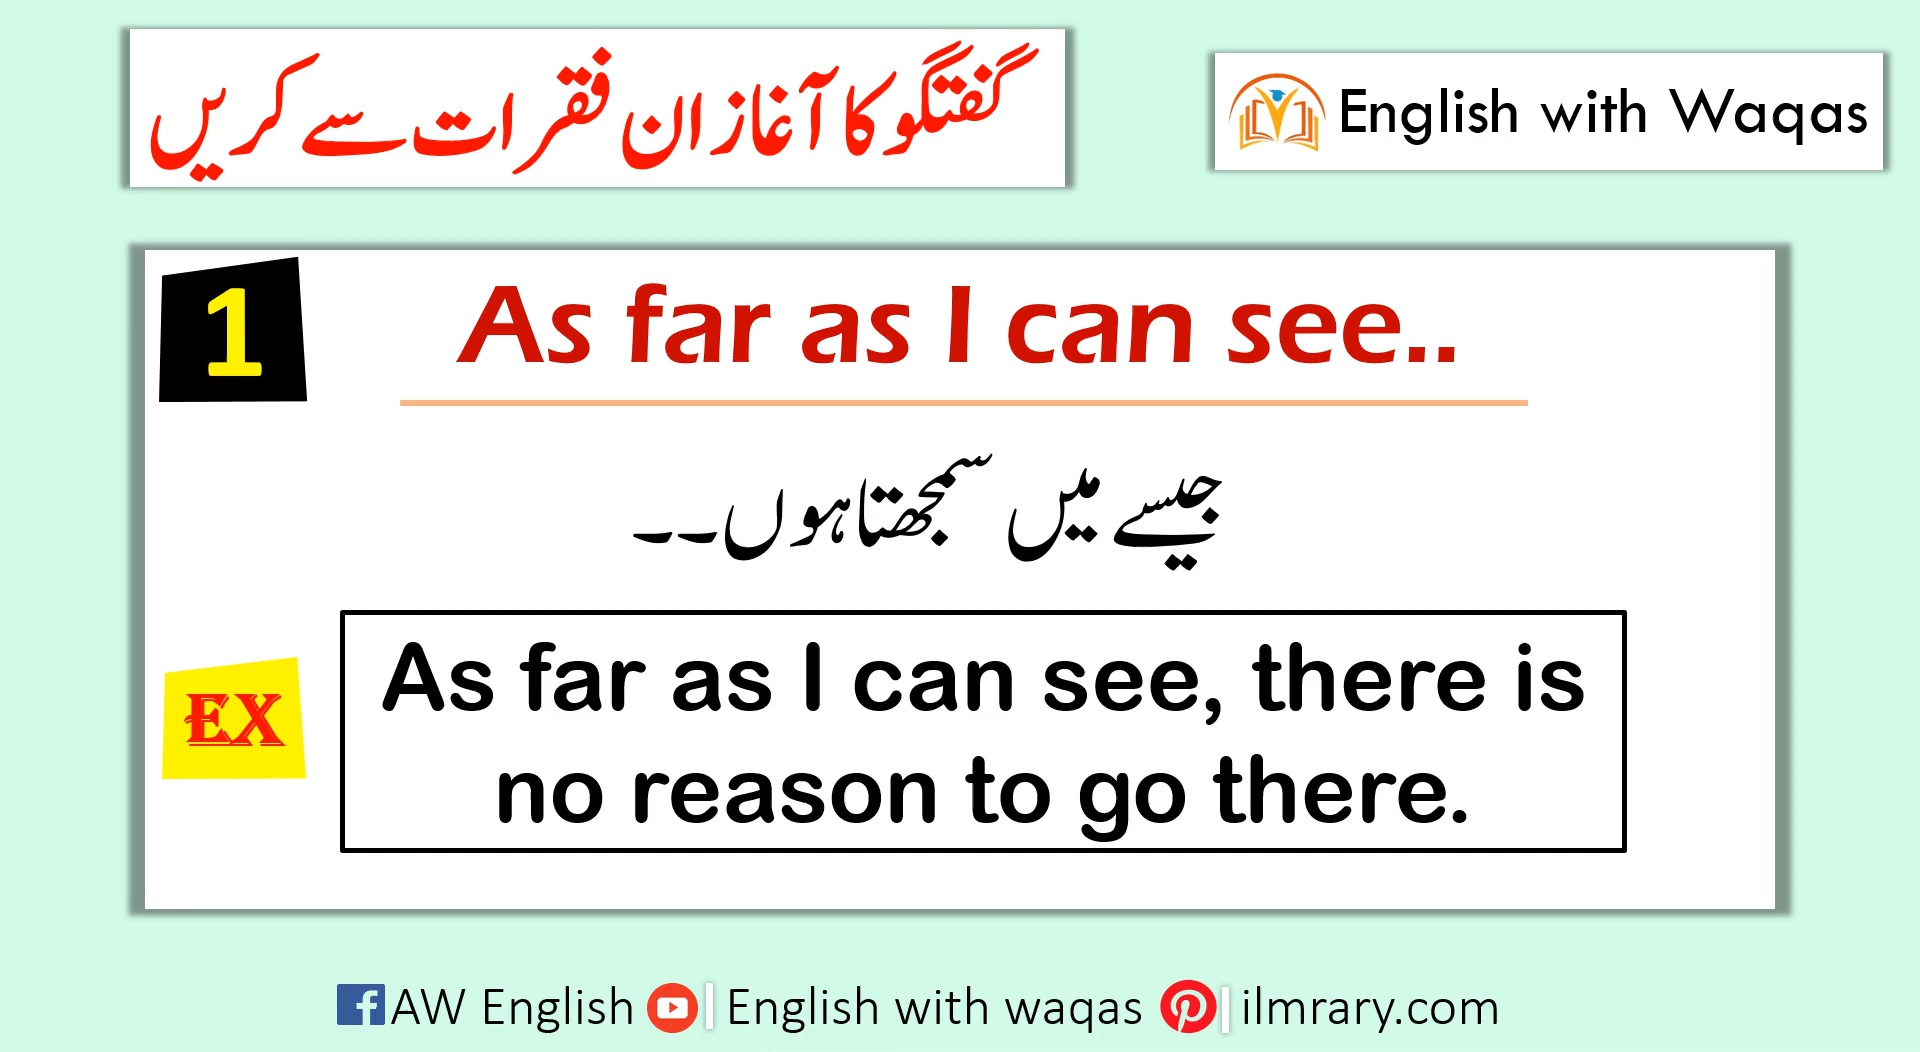 گفتگو کا آغاز ان فقرات سے کریں
English with Waqas
1
As far as I can see..
جیسے میں سمجھتا ہوں۔۔
EX
As far as I can see, there is
no reason to go there.
AW English | English with waqas | ilmrary.com